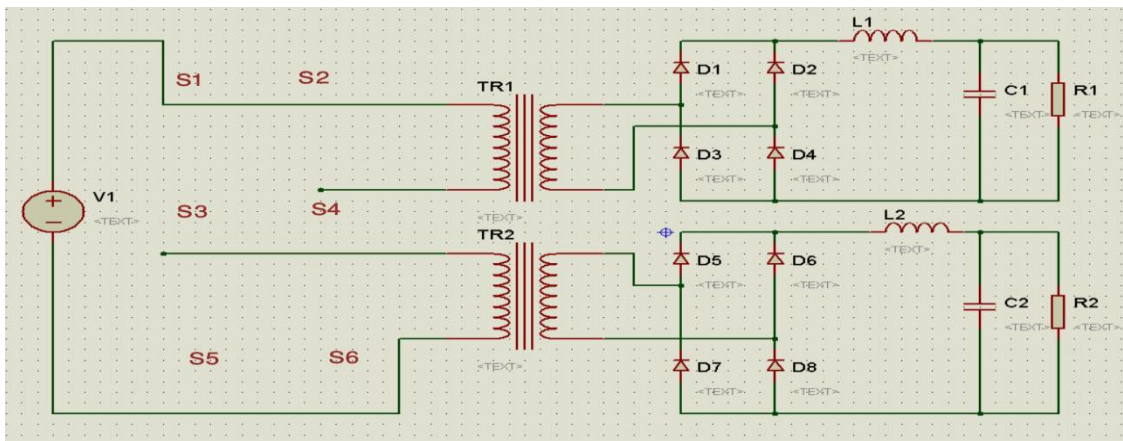 L1
<TEXT>
S1
S2
TR1
<TEXT>
D1
<TEXT>
D2
<TEXT>
C1
<TEXT>
R1
<TEXT>
D3
<TEXT>
D4
<TEXT>
V1
<TEXT>
+
−
S3
S4
TR2
<TEXT>
L2
<TEXT>
D5
<TEXT>
D6
<TEXT>
C2
<TEXT>
R2
<TEXT>
S5
S6
D7
<TEXT>
D8
<TEXT>